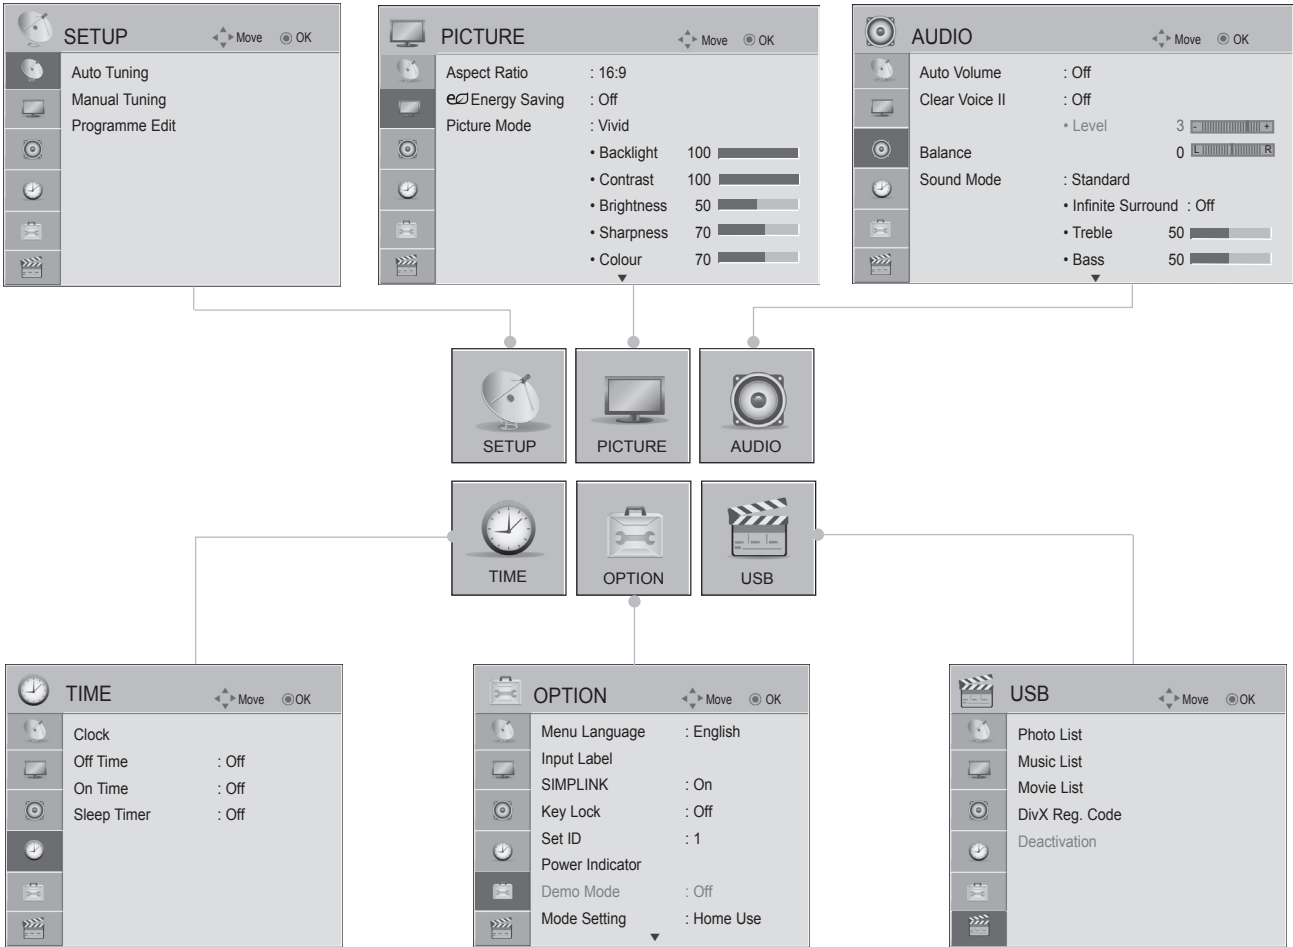 SETUP Move OK
Auto Tuning
Manual Tuning
Programme Edit
PICTURE Move OK
Aspect Ratio : 16:9
Energy Saving : Off
Picture Mode : Vivid
• Backlight 100
• Contrast 100
• Brightness 50
• Sharpness 70
• Colour 70
AUDIO Move OK
Auto Volume : Off
Clear Voice II : Off
• Level 3 - +
Balance 0 L R
Sound Mode : Standard
• Infinite Surround : Off
• Treble 50
• Bass 50
SETUP
PICTURE
AUDIO
TIME
OPTION
USB
TIME Move OK
Clock
Off Time : Off
On Time : Off
Sleep Timer : Off
OPTION Move OK
Menu Language : English
Input Label
SIMPLINK : On
Key Lock : Off
Set ID : 1
Power Indicator
Demo Mode : Off
Mode Setting : Home Use
USB Move OK
Photo List
Music List
Movie List
DivX Reg. Code
Deactivation